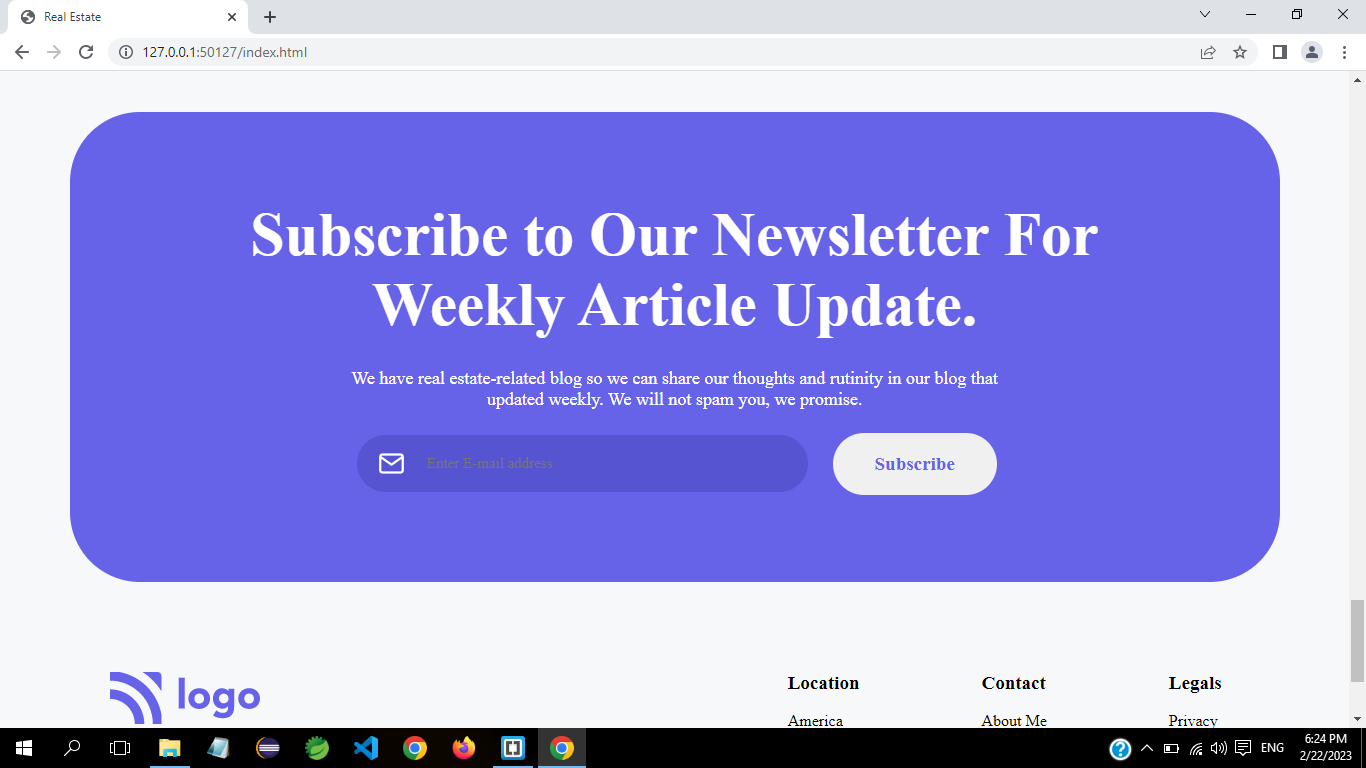 Real Estate
127.0.0.1:50127/index.html
Subscribe to Our Newsletter For
Weekly Article Update.
We have real estate-related blog so we can share our thoughts and rutinity in our blog that
updated weekly. We will not spam you, we promise.
Enter E-mail address
Subscribe
logo
Location
Contact
Legals
America
About Me
Privacy
ENG
6:24 PM
2/22/2023